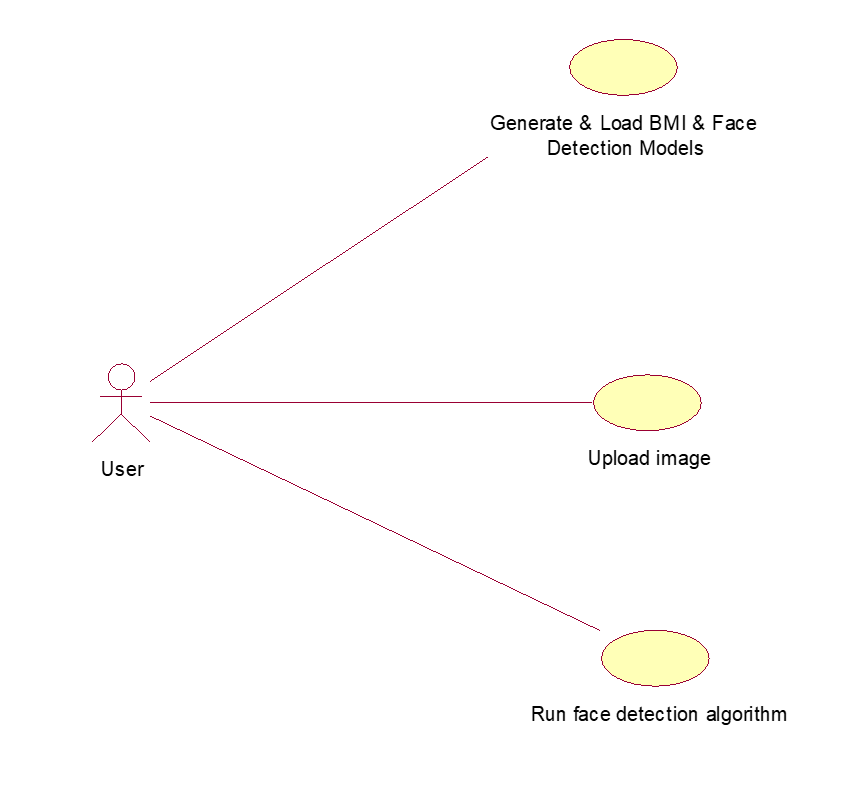 Generate & Load BMI & Face
Detection Models
User
Upload image
Run face detection algorithm